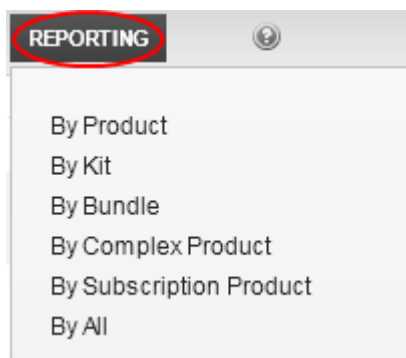 REPORTING
By Product
By Kit
By Bundle
By Complex Product
By Subscription Product
By All